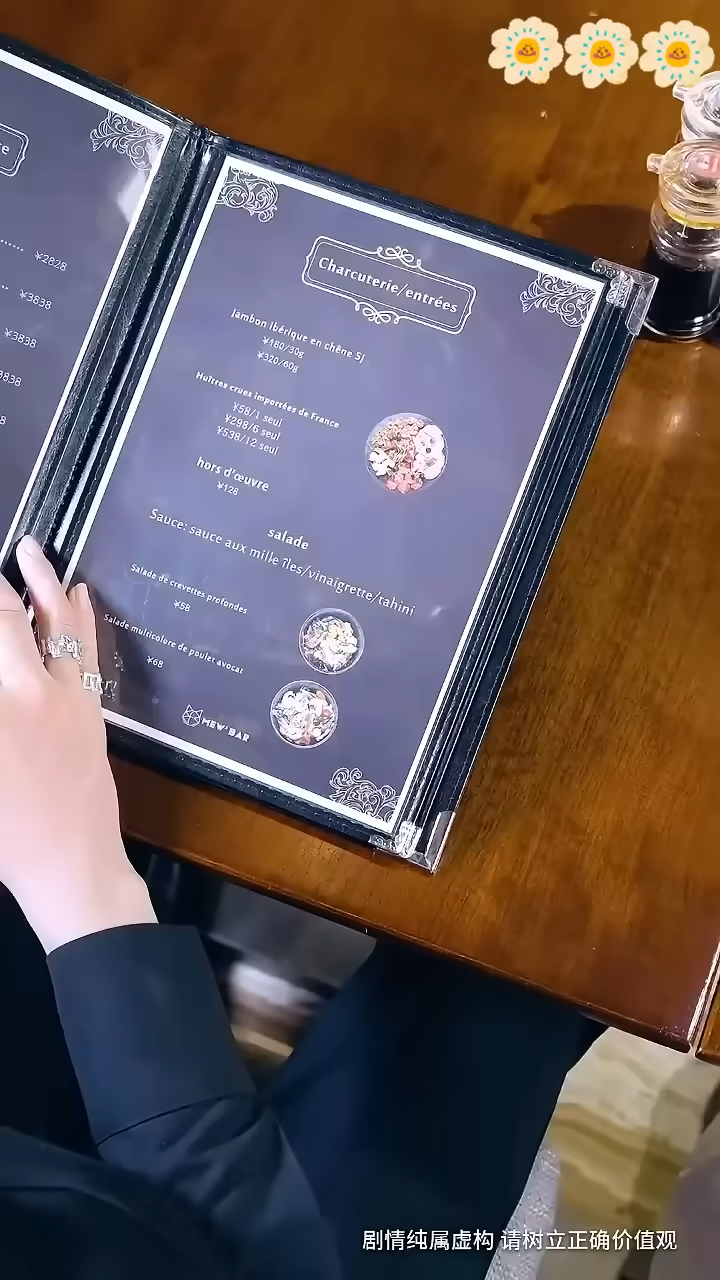 ¥2828
¥3838
¥3838
3838
8
Charcuterie/entrées
Jambon ibérique en chêne 5J
¥180/30g
¥320/60g
Huîtres crues importées de France
¥58/1 seul
¥298/6 seul
¥538/12 seul
hors d'œuvre
¥128
salade
Sauce: sauce aux mille îles/vinaigrette/tahini
Salade de crevettes profondes
¥58
Salade multicolore de poulet avocat
¥68
MEW'BAR
剧情纯属虚构 请树立正确价值观